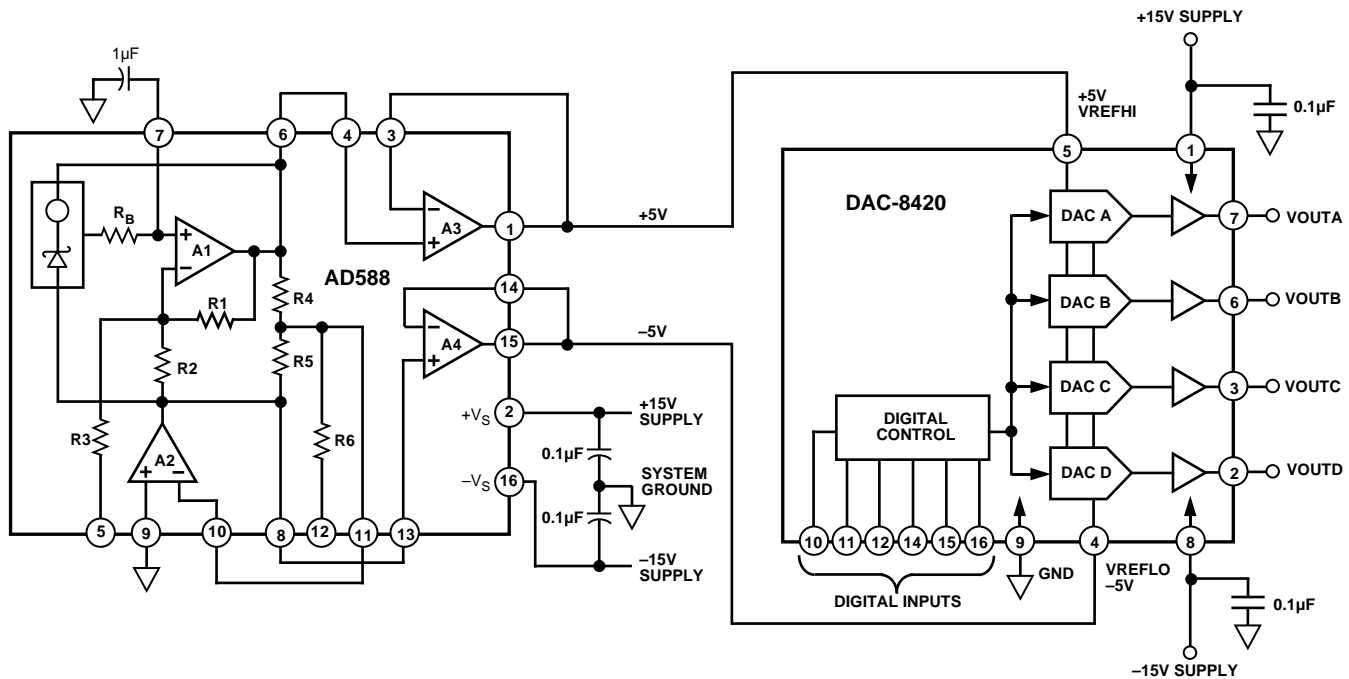 +15V SUPPLY
1µF
0.1µF
+5V
VREFHI
7
6
4
3
5
1
DAC-8420
RB
+
A1
–
–
A3
+
1
+5V
DAC A
7
VOUTA
AD588
R4
R1
14
DAC B
6
VOUTB
–
A4
+
15
–5V
R2
R5
DAC C
3
VOUTC
+VS
2
+15V
SUPPLY
DIGITAL
CONTROL
R3
A2
+
–
R6
0.1µF
SYSTEM
GROUND
–VS
16
0.1µF
DAC D
2
VOUTD
5
9
10
8
12
11
13
–15V
SUPPLY
10
11
12
14
15
16
9
4
8
GND
VREFLO
–5V
DIGITAL INPUTS
0.1µF
–15V SUPPLY